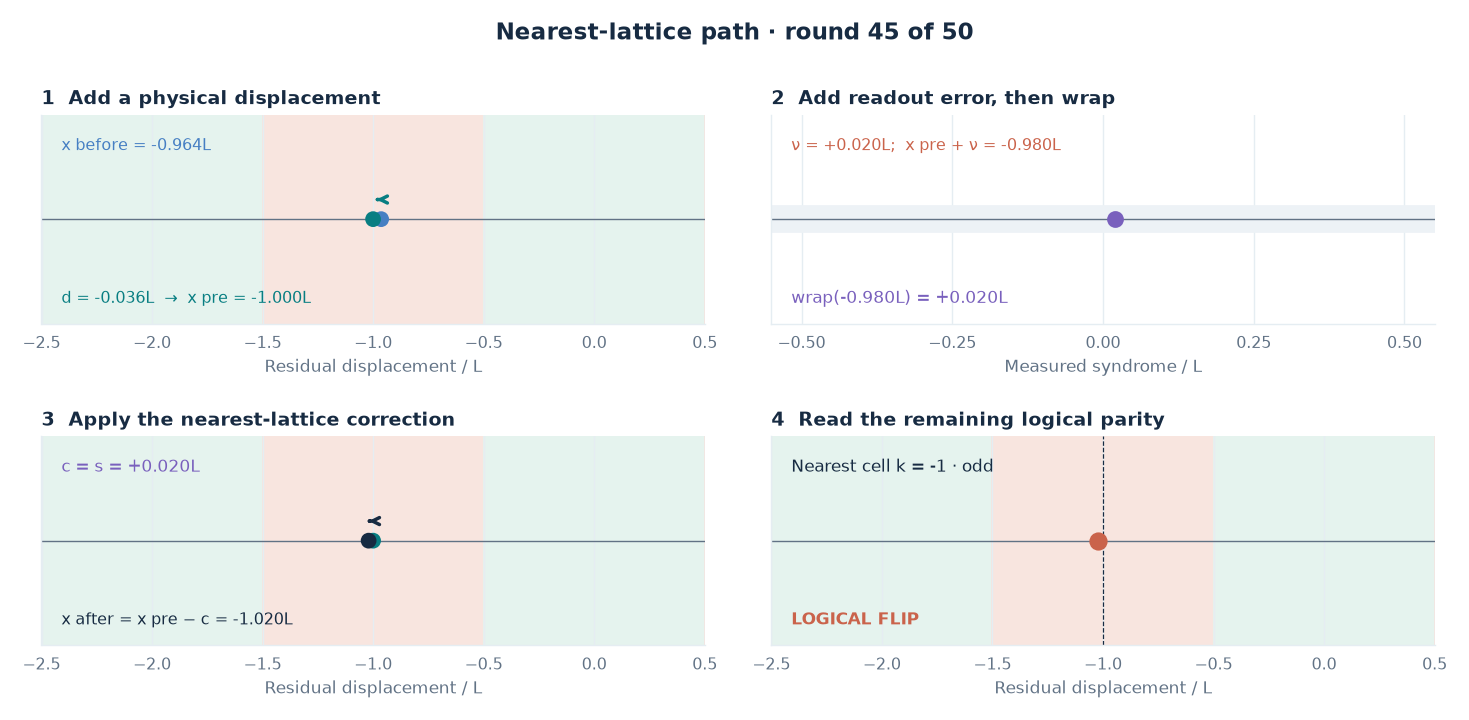 Nearest-lattice path · round 45 of 50
1 Add a physical displacement
x before = -0.964L
d = -0.036L → x pre = -1.000L
−2.5 −2.0 −1.5 −1.0 −0.5 0.0 0.5
Residual displacement / L
2 Add readout error, then wrap
ν = +0.020L; x pre + ν = -0.980L
wrap(-0.980L) = +0.020L
−0.50 −0.25 0.00 0.25 0.50
Measured syndrome / L
3 Apply the nearest-lattice correction
c = s = +0.020L
x after = x pre − c = -1.020L
−2.5 −2.0 −1.5 −1.0 −0.5 0.0 0.5
Residual displacement / L
4 Read the remaining logical parity
Nearest cell k = -1 · odd
LOGICAL FLIP
−2.5 −2.0 −1.5 −1.0 −0.5 0.0 0.5
Residual displacement / L